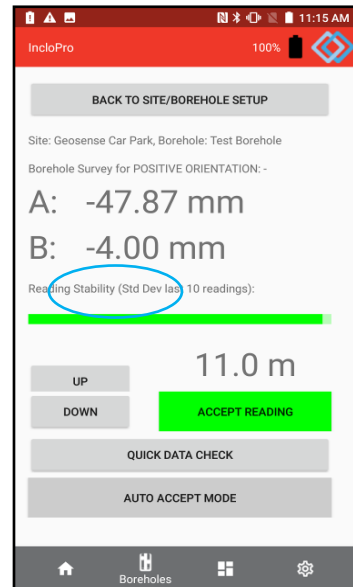 11:15 AM
IncloPro 100%
BACK TO SITE/BOREHOLE SETUP
Site: Geosense Car Park, Borehole: Test Borehole
Borehole Survey for POSITIVE ORIENTATION: -
A: -47.87 mm
B: -4.00 mm
Reading Stability (Std Dev last 10 readings):
11.0 m
UP
DOWN ACCEPT READING
QUICK DATA CHECK
AUTO ACCEPT MODE
Boreholes